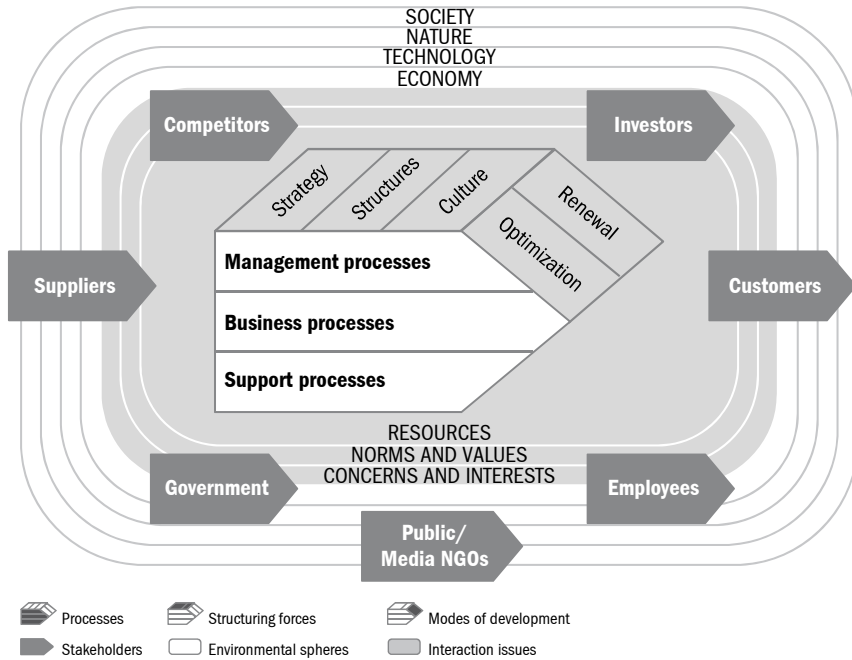 SOCIETY
NATURE
TECHNOLOGY
ECONOMY
Competitors
Investors
Strategy
Structures
Culture
Renewal
Optimization
Management processes
Suppliers
Customers
Business processes
Support processes
RESOURCES
NORMS AND VALUES
CONCERNS AND INTERESTS
Government
Employees
Public/
Media NGOs
Processes
Structuring forces
Modes of development
Stakeholders
Environmental spheres
Interaction issues